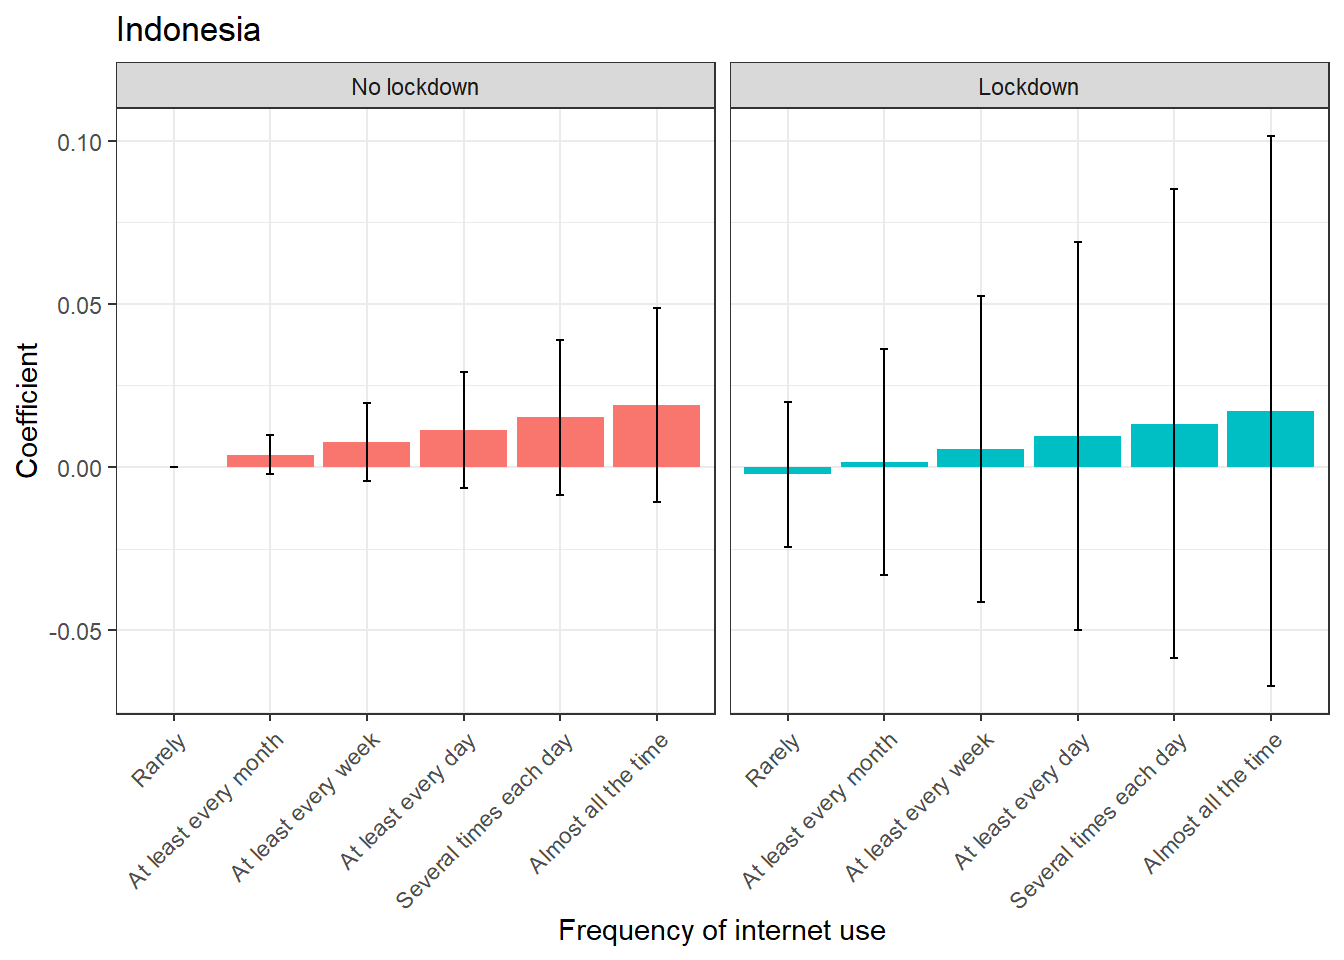 Indonesia
No lockdown
Lockdown
Coefficient
0.10
0.05
0.00
-0.05
Rarely
At least every month
At least every week
At least every day
Several times each day
Almost all the time
Rarely
At least every month
At least every week
At least every day
Several times each day
Almost all the time
Frequency of internet use